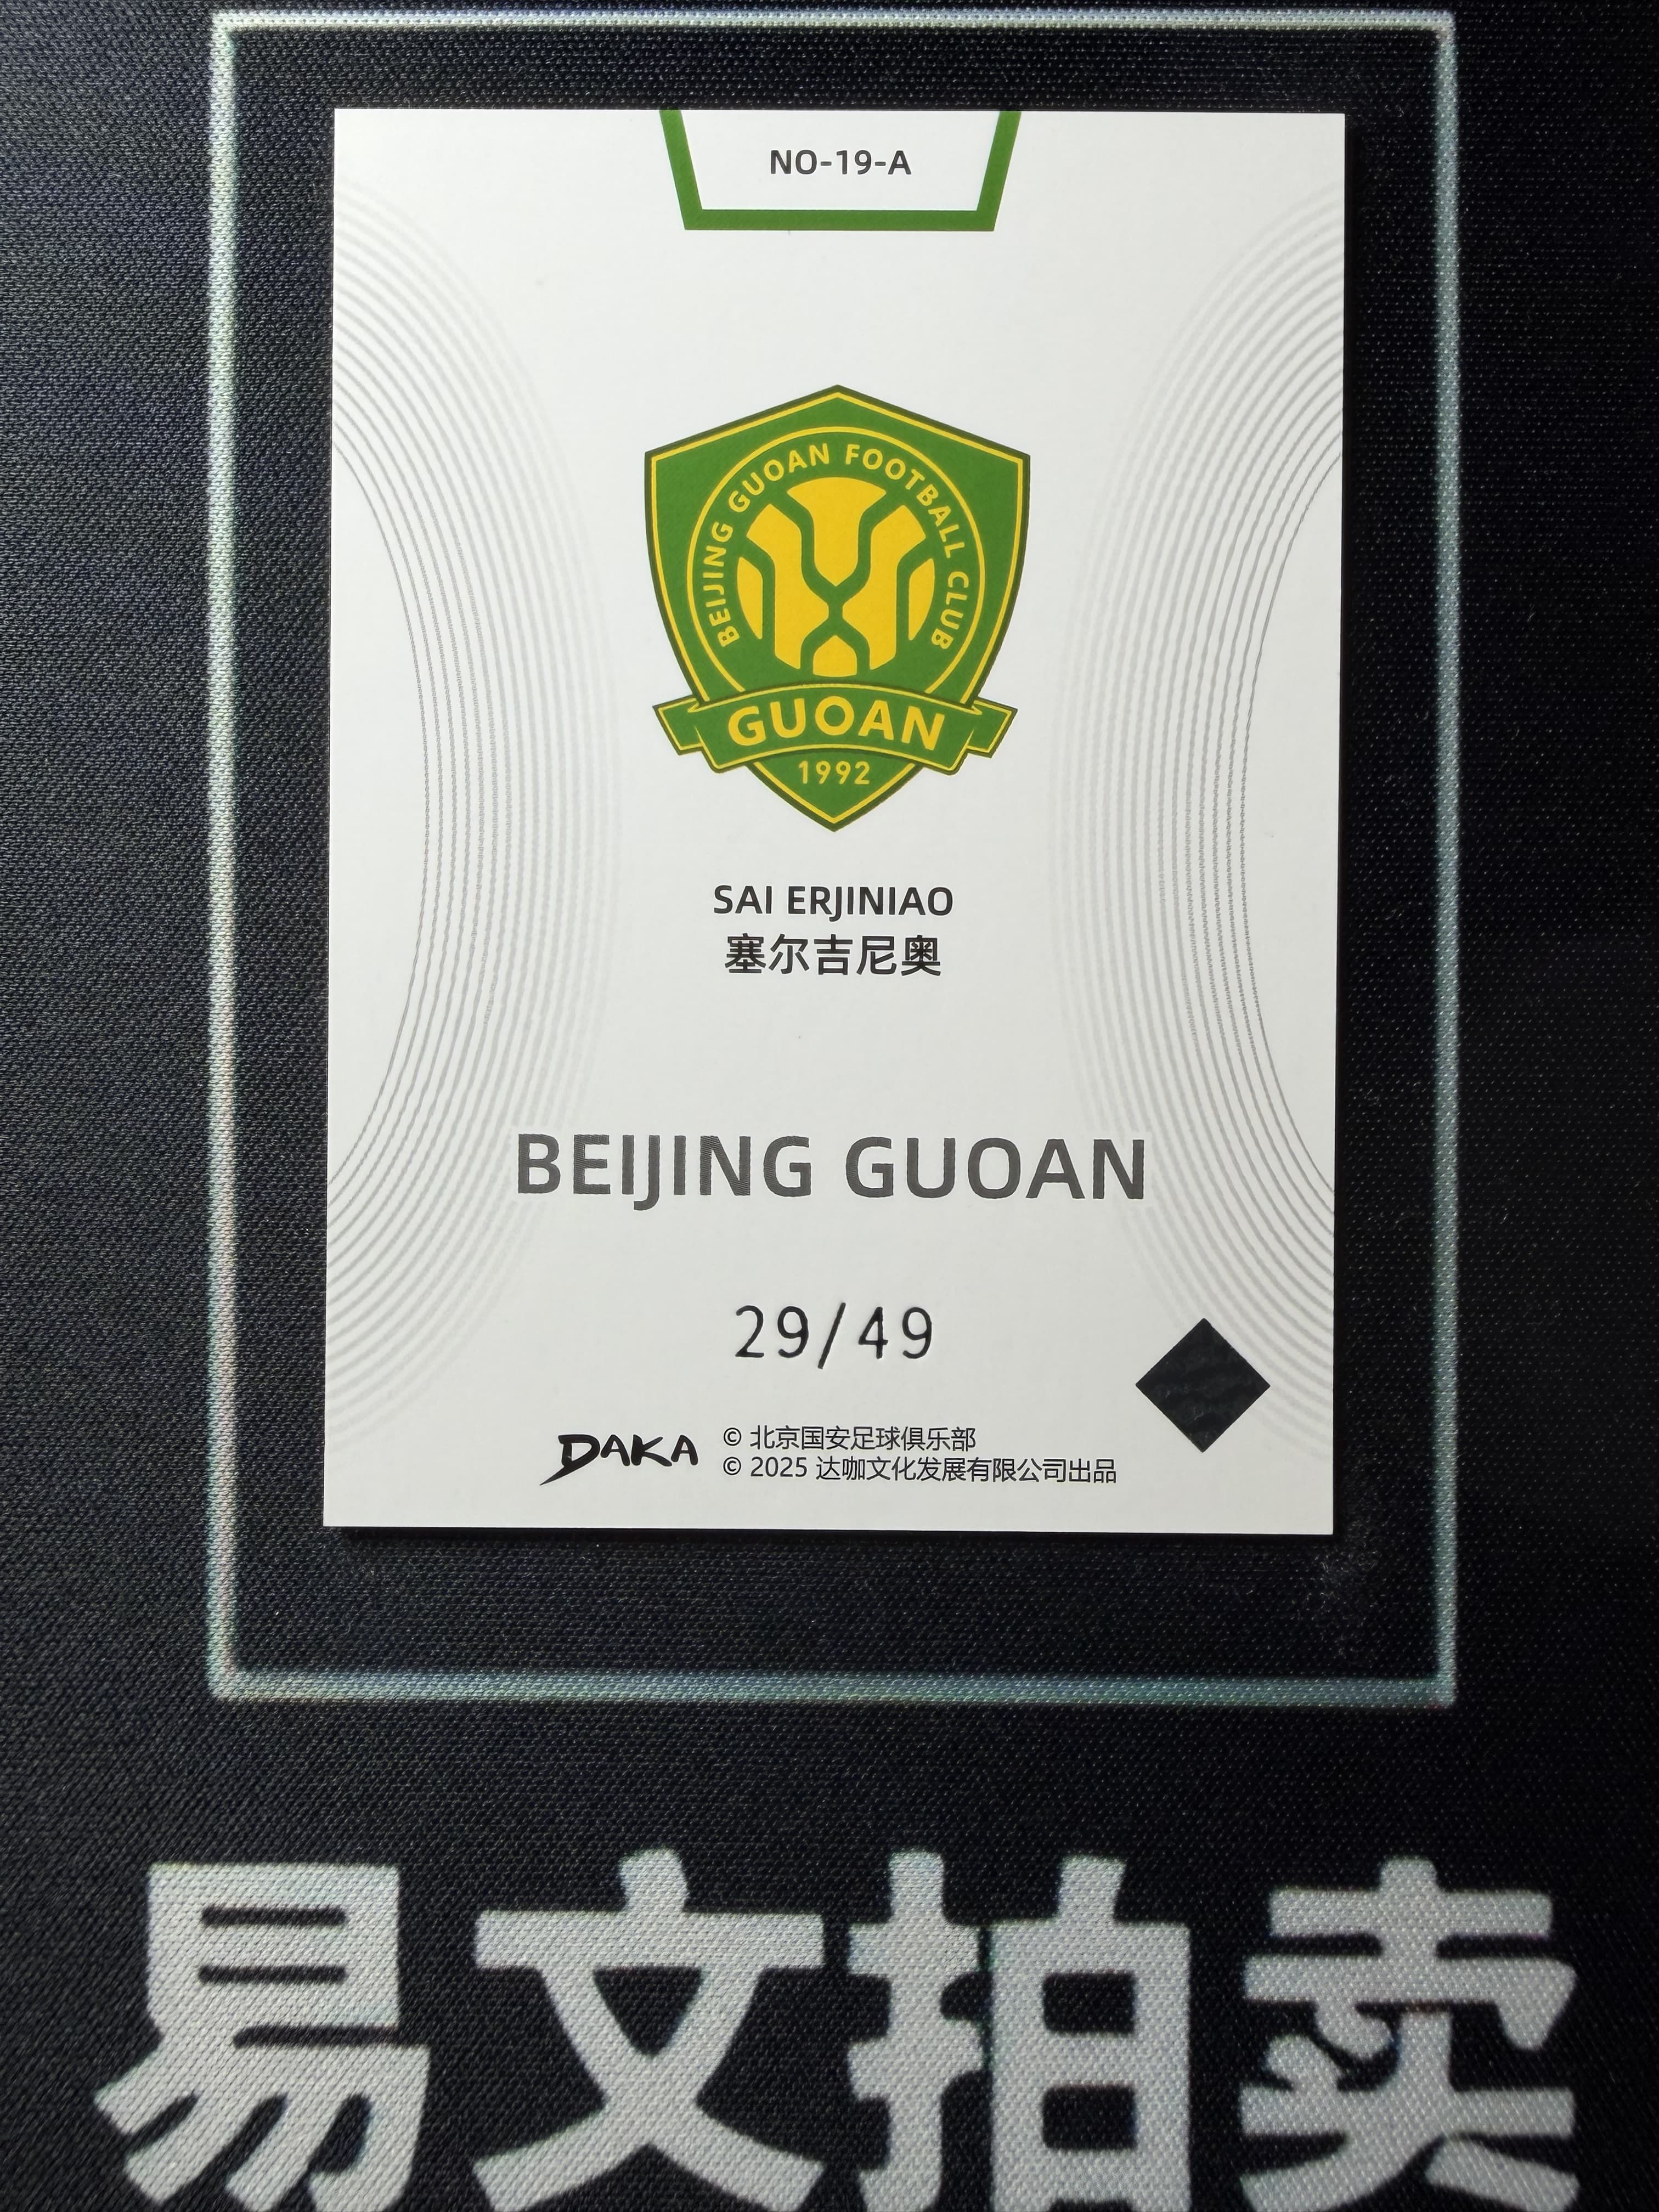 NO-19-A
BEIJING GUOAN FOOTBALL CLUB
GUOAN
1992
SAI ERJINIAO
塞尔吉尼奥
BEIJING GUOAN
29/49
DAKA
© 北京国安足球俱乐部
© 2025 达咖文化发展有限公司出品
易文拍卖